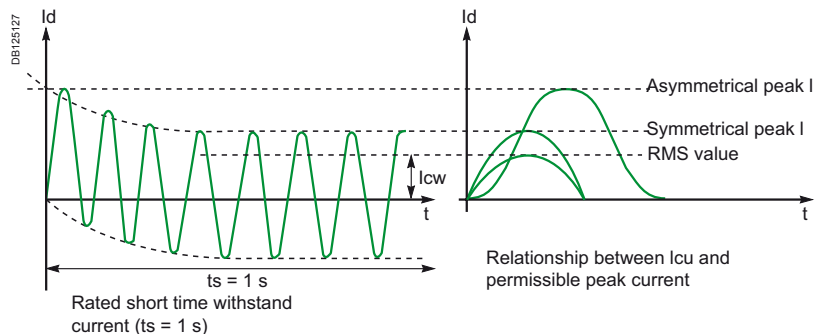 DB125127
Id
Icw
t
ts = 1 s
Rated short time withstand
current (ts = 1 s)
Id
Asymmetrical peak I
Symmetrical peak I
RMS value
t
Relationship between Icu and
permissible peak current